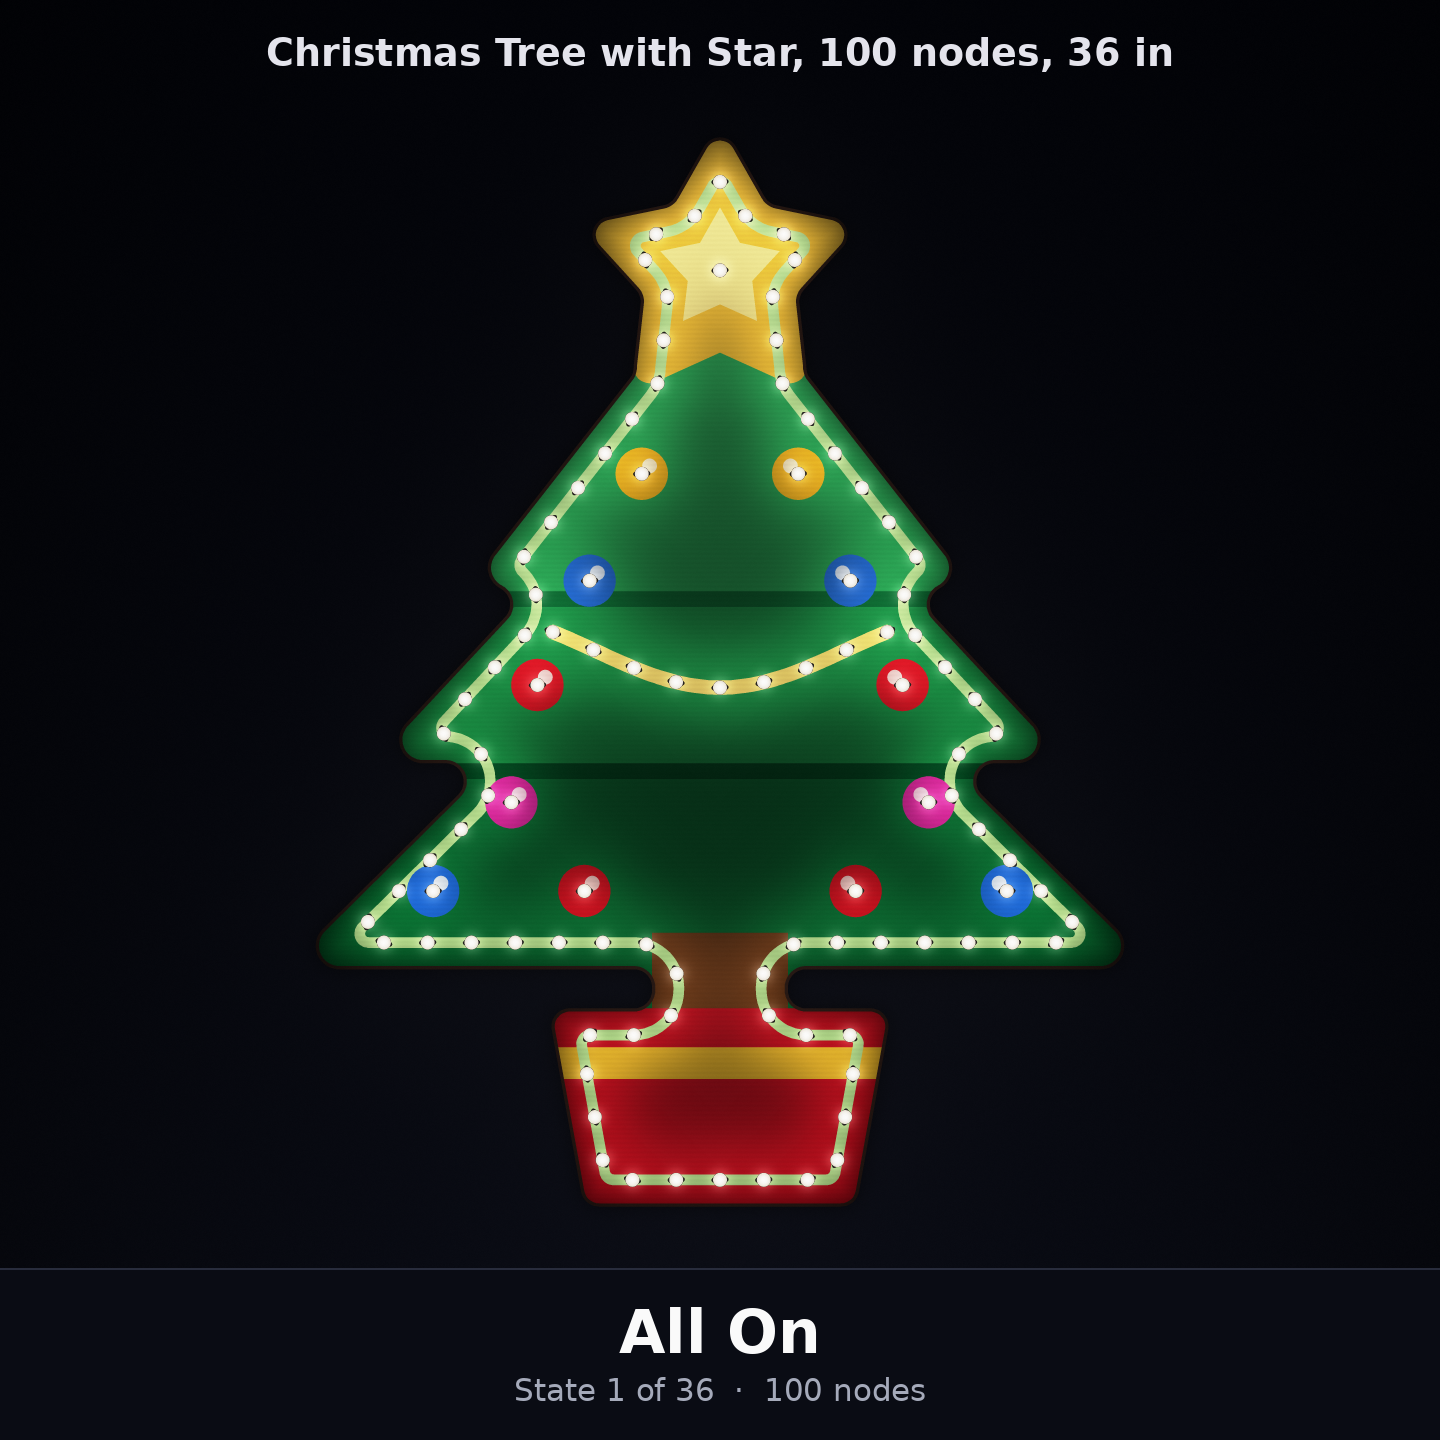 Christmas Tree with Star, 100 nodes, 36 in
All On
State 1 of 36 · 100 nodes